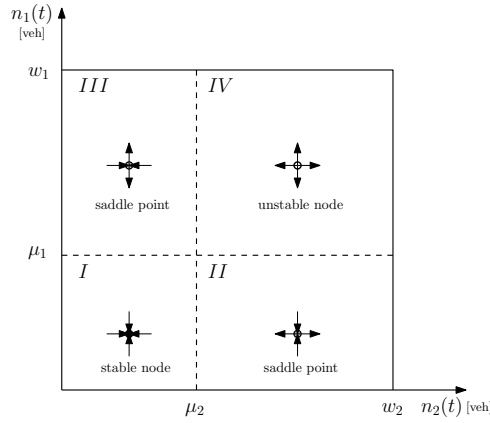 n₁(t)
[veh]
w₁
III
IV
saddle point
unstable node
μ₁
I
II
stable node
saddle point
μ₂
w₂
n₂(t) [veh]